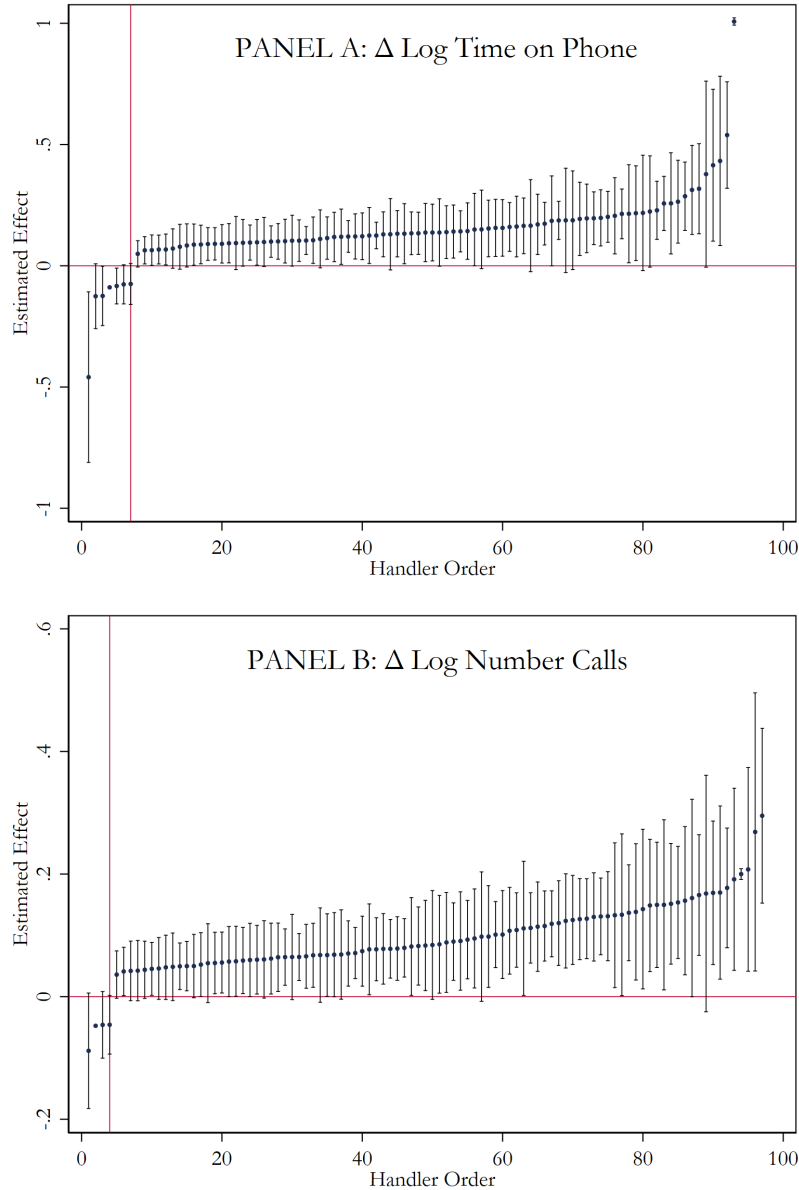 PANEL A: Δ Log Time on Phone
Estimated Effect
1
.5
0
-.5
-1
0 20 40 60 80 100
Handler Order
PANEL B: Δ Log Number Calls
Estimated Effect
.6
.4
.2
0
-.2
0 20 40 60 80 100
Handler Order